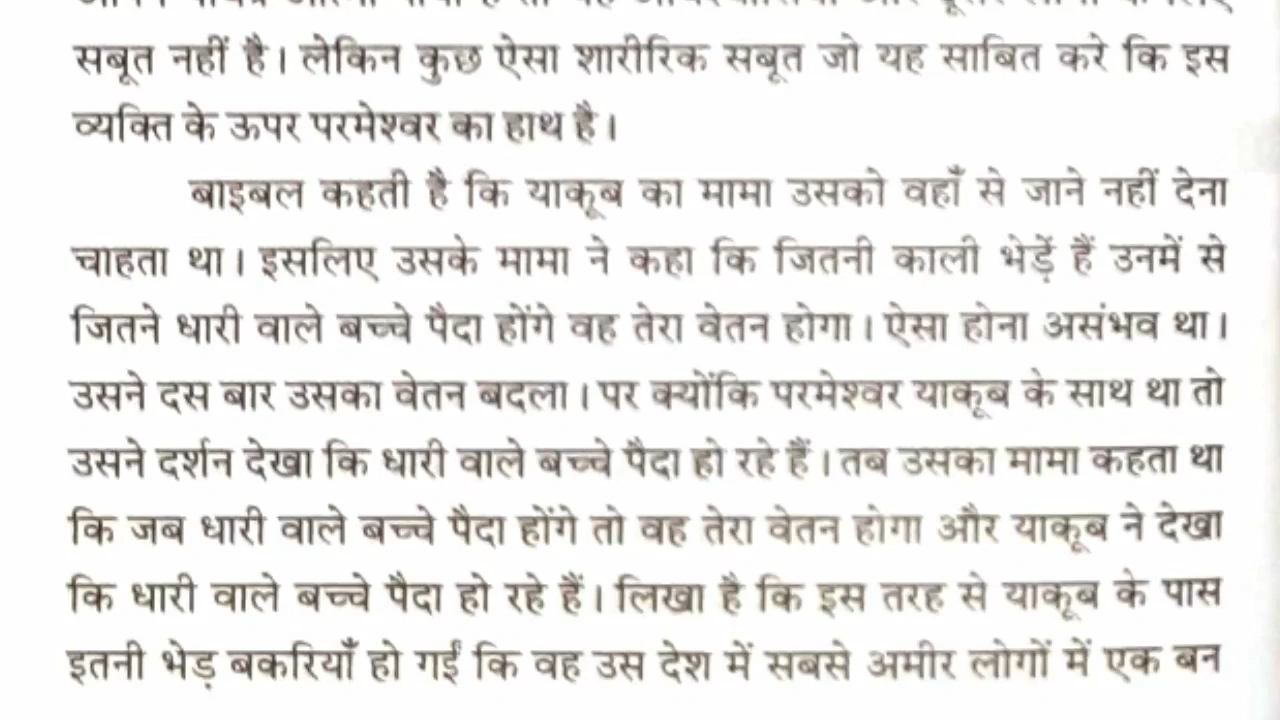 सबूत नहीं है। लेकिन कुछ ऐसा शारीरिक सबूत जो यह साबित करे कि इस
व्यक्ति के ऊपर परमेश्वर का हाथ है।
बाइबल कहती है कि याकूब का मामा उसको वहाँ से जाने नहीं देना
चाहता था। इसलिए उसके मामा ने कहा कि जितनी काली भेड़ें हैं उनमें से
जितने धारी वाले बच्चे पैदा होंगे वह तेरा वेतन होगा। ऐसा होना असंभव था।
उसने दस बार उसका वेतन बदला। पर क्योंकि परमेश्वर याकूब के साथ था तो
उसने दर्शन देखा कि धारी वाले बच्चे पैदा हो रहे हैं। तब उसका मामा कहता था
कि जब धारी वाले बच्चे पैदा होंगे तो वह तेरा वेतन होगा और याकूब ने देखा
कि धारी वाले बच्चे पैदा हो रहे हैं। लिखा है कि इस तरह से याकूब के पास
इतनी भेड़ बकरियाँ हो गईं कि वह उस देश में सबसे अमीर लोगों में एक बन